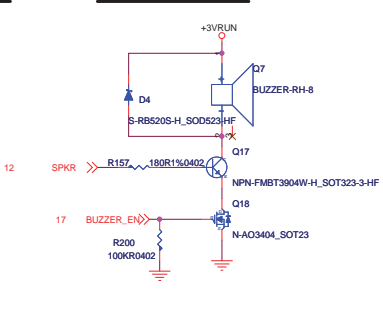 +3VRUN
Q7
BUZZER-RH-8
D4
S-RB520S-H_SOD523-HF
Q17
12 SPKR R157 180R1%0402
NPN-FMBT3904W-H_SOT323-3-HF
Q18
17 BUZZER_EN
N-AO3404_SOT23
R200
100KR0402